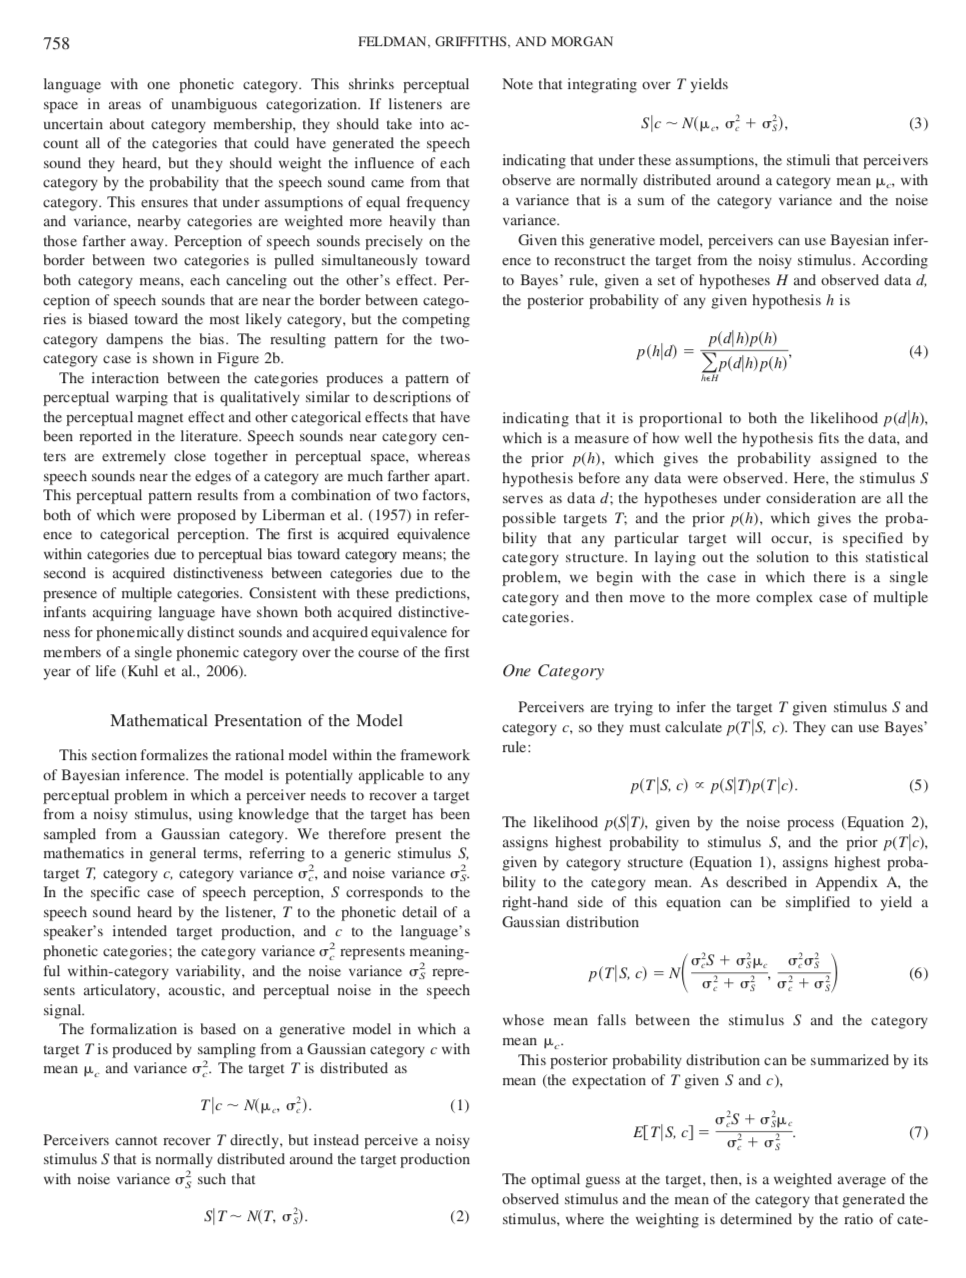 758
FELDMAN, GRIFFITHS, AND MORGAN
language with one phonetic category. This shrinks perceptual
space in areas of unambiguous categorization. If listeners are
uncertain about category membership, they should take into ac-
count all of the categories that could have generated the speech
sound they heard, but they should weight the influence of each
category by the probability that the speech sound came from that
category. This ensures that under assumptions of equal frequency
and variance, nearby categories are weighted more heavily than
those farther away. Perception of speech sounds precisely on the
border between two categories is pulled simultaneously toward
both category means, each canceling out the other's effect. Per-
ception of speech sounds that are near the border between catego-
ries is biased toward the most likely category, but the competing
category dampens the bias. The resulting pattern for the two-
category case is shown in Figure 2b.
The interaction between the categories produces a pattern of
perceptual warping that is qualitatively similar to descriptions of
the perceptual magnet effect and other categorical effects that have
been reported in the literature. Speech sounds near category cen-
ters are extremely close together in perceptual space, whereas
speech sounds near the edges of a category are much farther apart.
This perceptual pattern results from a combination of two factors,
both of which were proposed by Liberman et al. (1957) in refer-
ence to categorical perception. The first is acquired equivalence
within categories due to perceptual bias toward category means; the
second is acquired distinctiveness between categories due to the
presence of multiple categories. Consistent with these predictions,
infants acquiring language have shown both acquired distinctive-
ness for phonemically distinct sounds and acquired equivalence for
members of a single phonemic category over the course of the first
year of life (Kuhl et al., 2006).
Mathematical Presentation of the Model
This section formalizes the rational model within the framework
of Bayesian inference. The model is potentially applicable to any
perceptual problem in which a perceiver needs to recover a target
from a noisy stimulus, using knowledge that the target has been
sampled from a Gaussian category. We therefore present the
mathematics in general terms, referring to a generic stimulus S,
target T, category c, category variance σ²_c, and noise variance σ²_S.
In the specific case of speech perception, S corresponds to the
speech sound heard by the listener, T to the phonetic detail of a
speaker's intended target production, and c to the language's
phonetic categories; the category variance σ²_c represents meaning-
ful within-category variability, and the noise variance σ²_S repre-
sents articulatory, acoustic, and perceptual noise in the speech
signal.
The formalization is based on a generative model in which a
target T is produced by sampling from a Gaussian category c with
mean μ_c and variance σ²_c. The target T is distributed as
T|c ~ N(μ_c, σ²_c). (1)
Perceivers cannot recover T directly, but instead perceive a noisy
stimulus S that is normally distributed around the target production
with noise variance σ²_S such that
S|T ~ N(T, σ²_S). (2)
Note that integrating over T yields
S|c ~ N(μ_c, σ²_c + σ²_S), (3)
indicating that under these assumptions, the stimuli that perceivers
observe are normally distributed around a category mean μ_c, with
a variance that is a sum of the category variance and the noise
variance.
Given this generative model, perceivers can use Bayesian infer-
ence to reconstruct the target from the noisy stimulus. According
to Bayes' rule, given a set of hypotheses H and observed data d,
the posterior probability of any given hypothesis h is
p(h|d) = p(d|h)p(h) / ∑_{h∈H} p(d|h)p(h), (4)
indicating that it is proportional to both the likelihood p(d|h),
which is a measure of how well the hypothesis fits the data, and
the prior p(h), which gives the probability assigned to the
hypothesis before any data were observed. Here, the stimulus S
serves as data d; the hypotheses under consideration are all the
possible targets T; and the prior p(h), which gives the proba-
bility that any particular target will occur, is specified by
category structure. In laying out the solution to this statistical
problem, we begin with the case in which there is a single
category and then move to the more complex case of multiple
categories.
One Category
Perceivers are trying to infer the target T given stimulus S and
category c, so they must calculate p(T|S, c). They can use Bayes'
rule:
p(T|S, c) ∝ p(S|T)p(T|c). (5)
The likelihood p(S|T), given by the noise process (Equation 2),
assigns highest probability to stimulus S, and the prior p(T|c),
given by category structure (Equation 1), assigns highest proba-
bility to the category mean. As described in Appendix A, the
right-hand side of this equation can be simplified to yield a
Gaussian distribution
p(T|S, c) = N((σ²_c S + σ²_S μ_c) / (σ²_c + σ²_S), σ²_c σ²_S / (σ²_c + σ²_S)) (6)
whose mean falls between the stimulus S and the category
mean μ_c.
This posterior probability distribution can be summarized by its
mean (the expectation of T given S and c),
E[T|S, c] = (σ²_c S + σ²_S μ_c) / (σ²_c + σ²_S). (7)
The optimal guess at the target, then, is a weighted average of the
observed stimulus and the mean of the category that generated the
stimulus, where the weighting is determined by the ratio of cate-